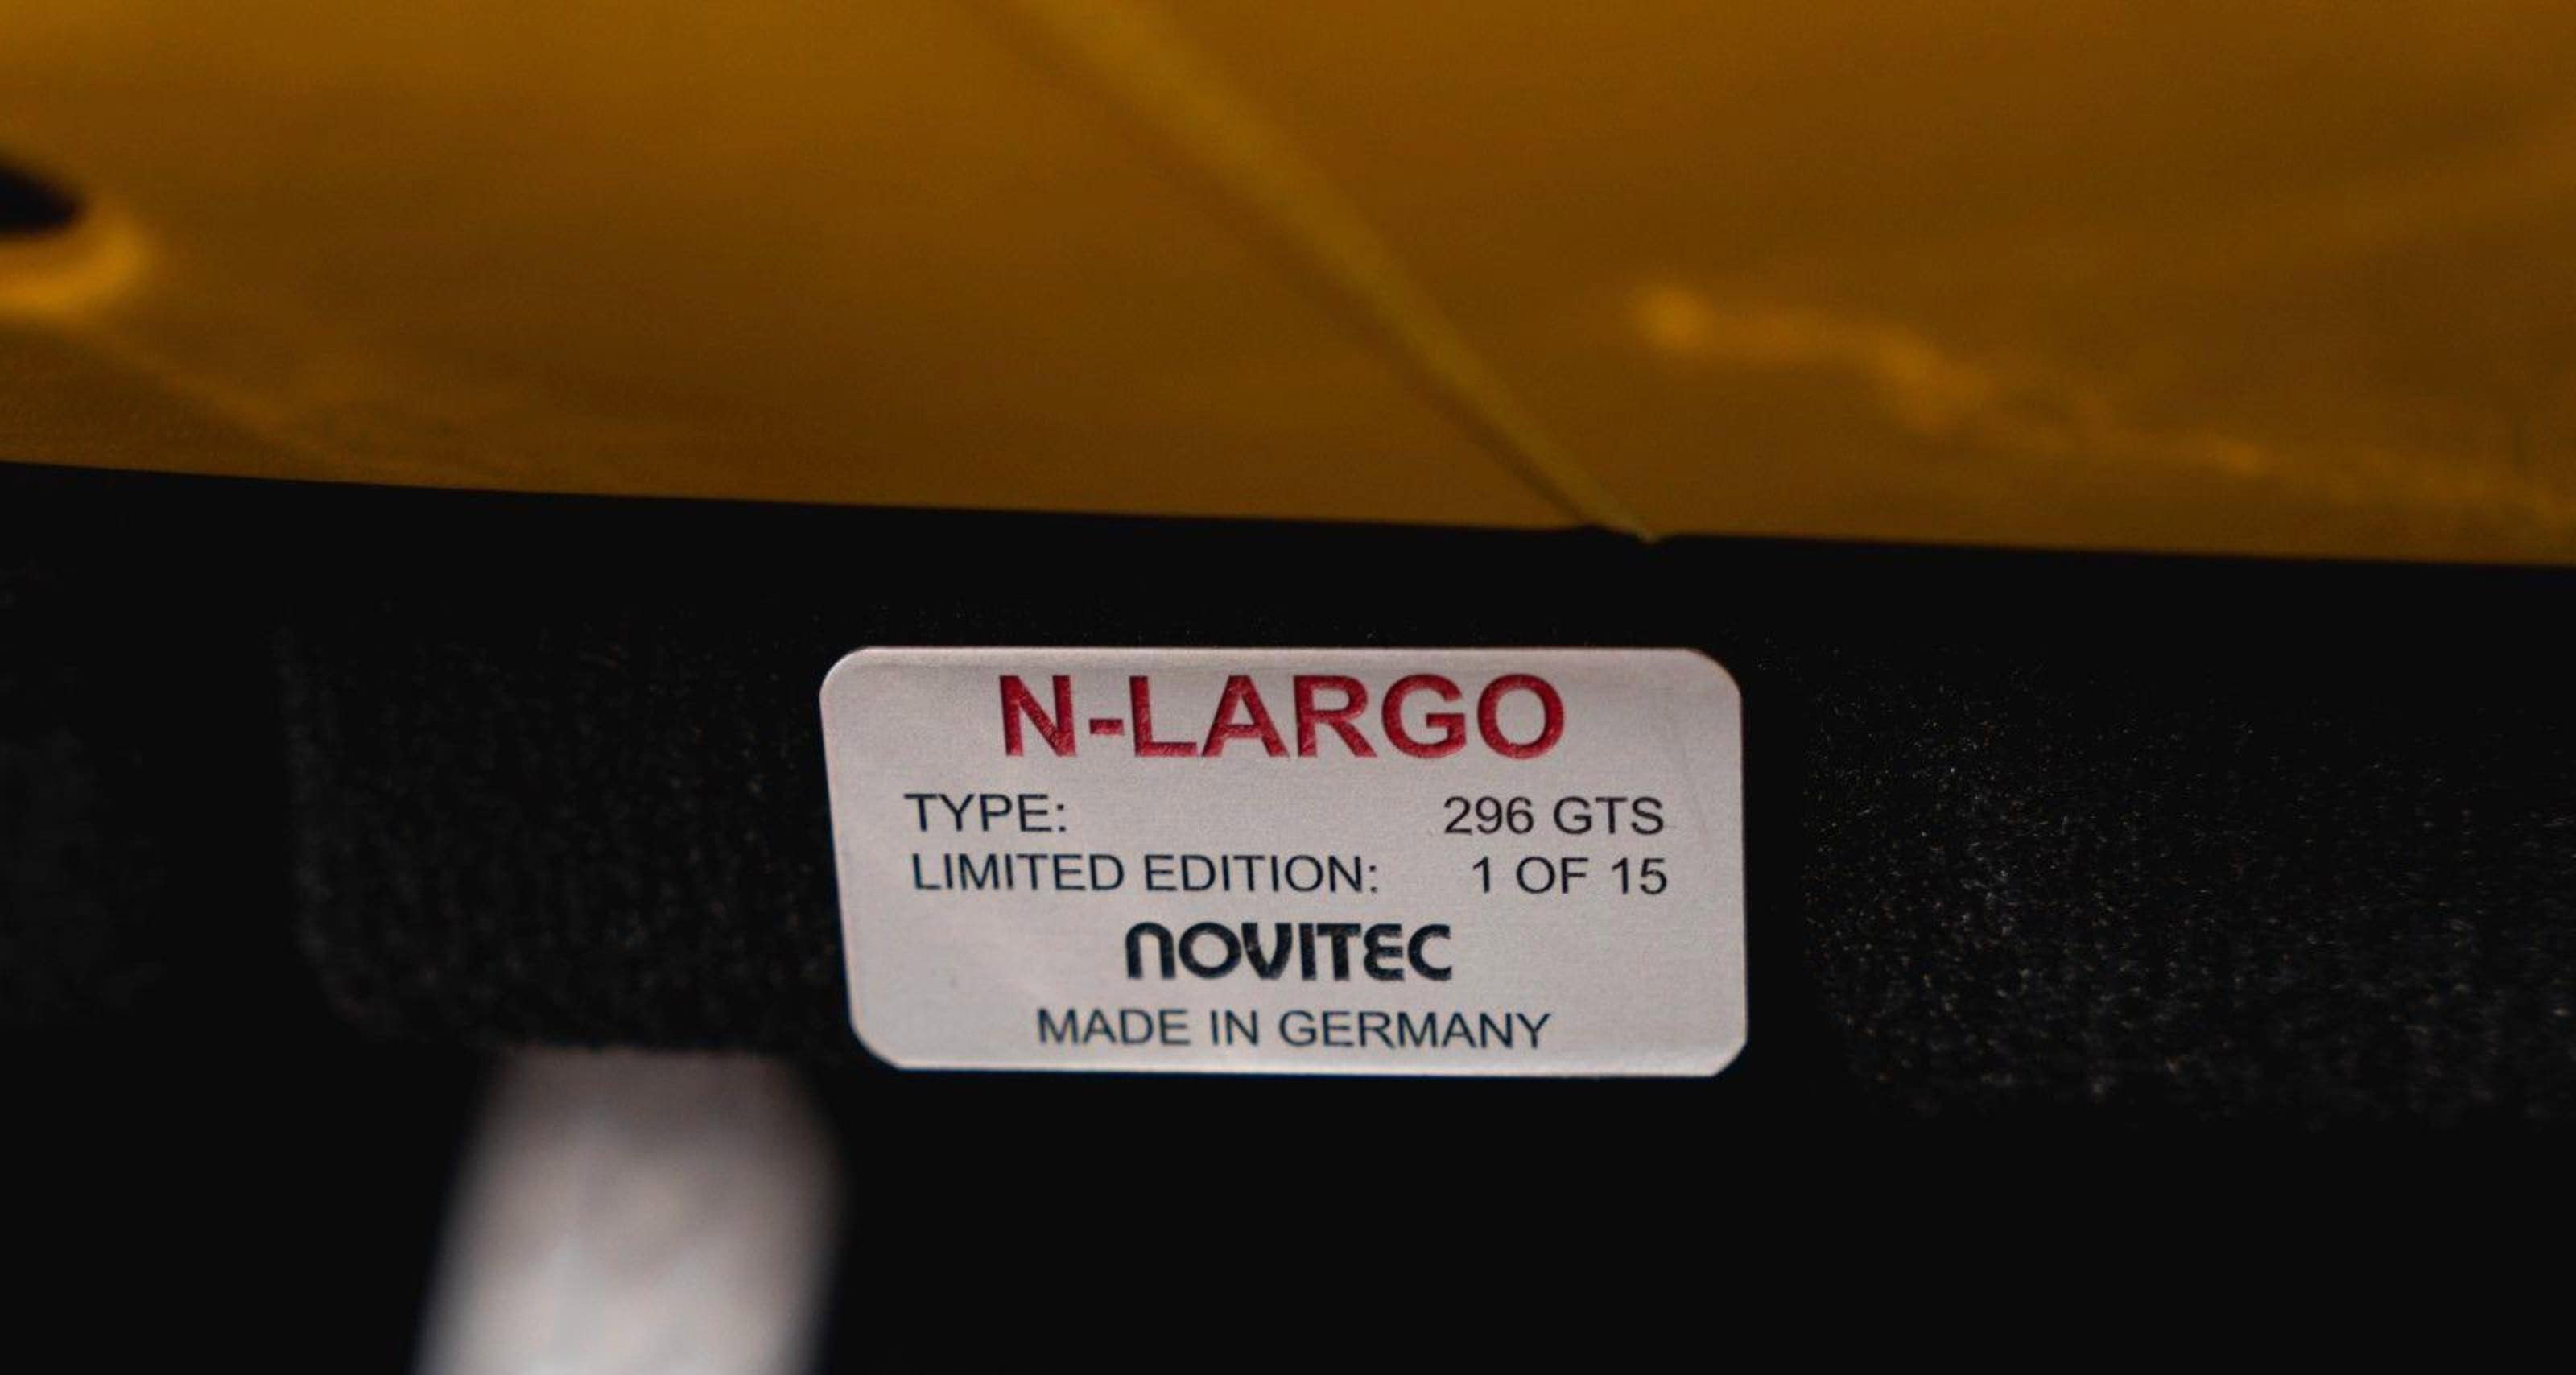 N-LARGO
TYPE: 296 GTS
LIMITED EDITION: 1 OF 15
NOVITEC
MADE IN GERMANY